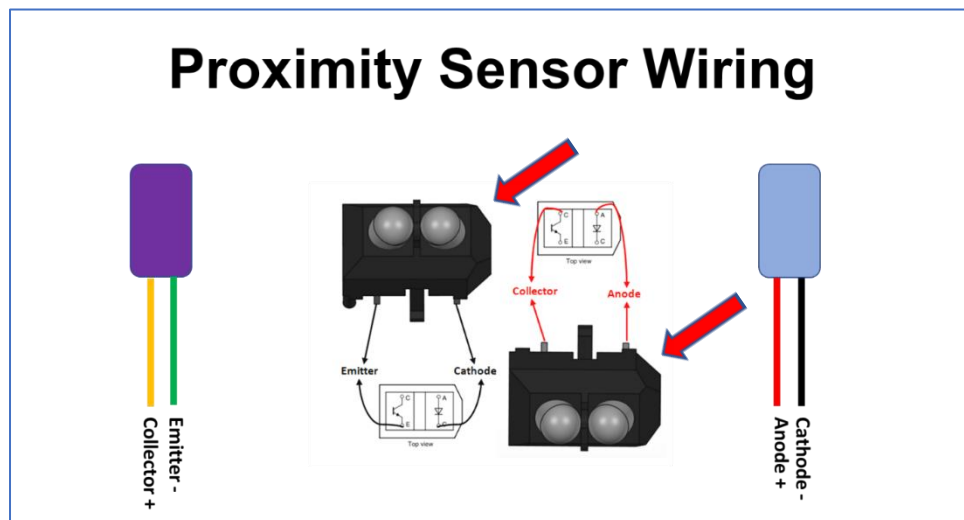 Proximity Sensor Wiring
C
A
E
C
Top view
Collector
Anode
Emitter
Cathode
C
A
E
C
Top view
Collector +
Emitter -
Anode +
Cathode -